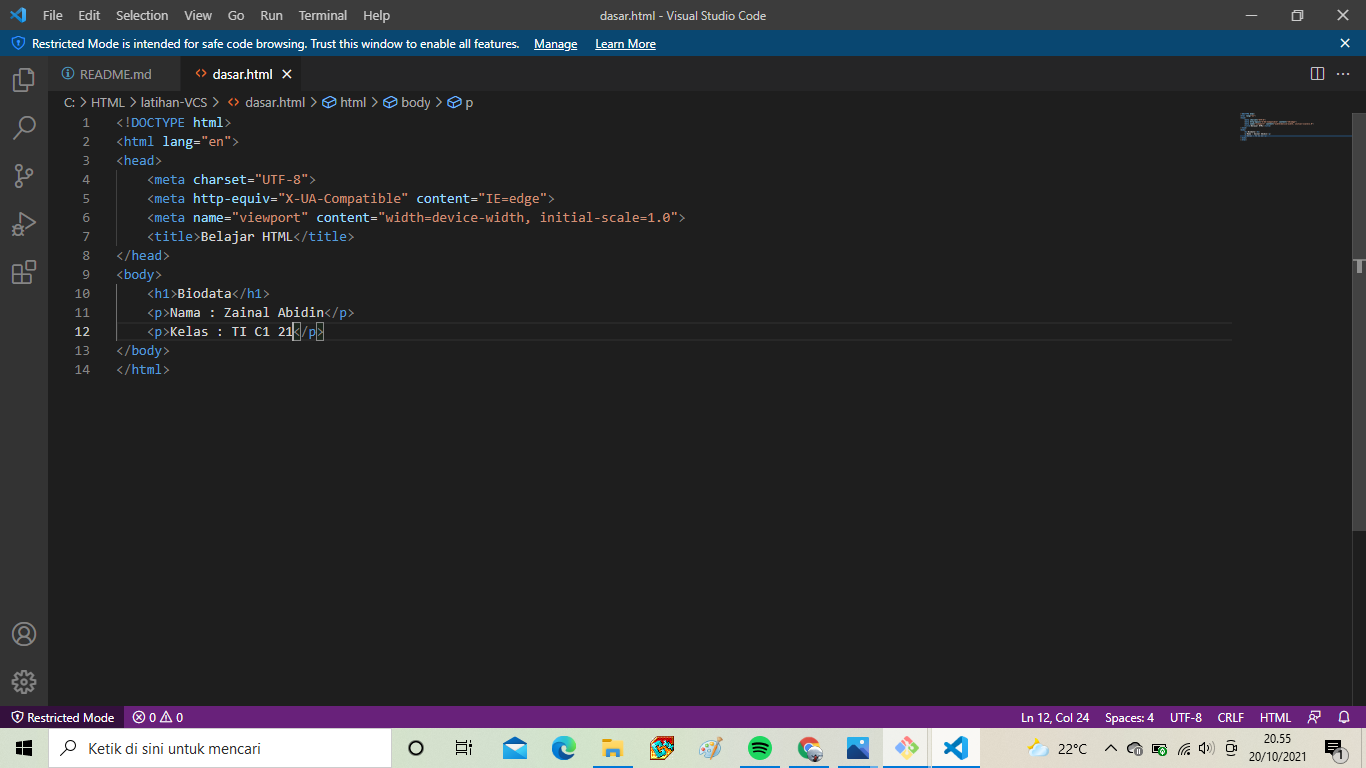 File Edit Selection View Go Run Terminal Help dasar.html - Visual Studio Code
Restricted Mode is intended for safe code browsing. Trust this window to enable all features. Manage Learn More
README.md dasar.html
C: > HTML > latihan-VCS > dasar.html > html > body > p
1 <!DOCTYPE html>
2 <html lang="en">
3 <head>
4 <meta charset="UTF-8">
5 <meta http-equiv="X-UA-Compatible" content="IE=edge">
6 <meta name="viewport" content="width=device-width, initial-scale=1.0">
7 <title>Belajar HTML</title>
8 </head>
9 <body>
10 <h1>Biodata</h1>
11 <p>Nama : Zainal Abidin</p>
12 <p>Kelas : TI C1 21</p>
13 </body>
14 </html>
Restricted Mode 0 0 Ln 12, Col 24 Spaces: 4 UTF-8 CRLF HTML
Ketik di sini untuk mencari 22°C 20.55
20/10/2021 1